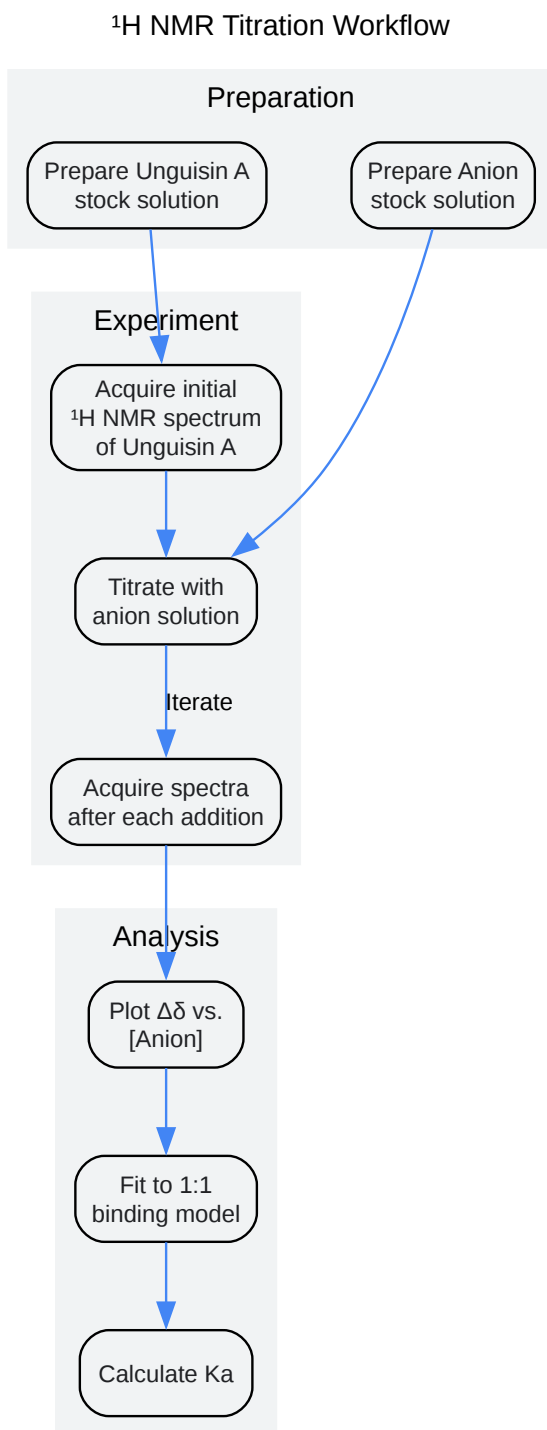 ¹H NMR Titration Workflow
Preparation
Prepare Unguisin A
stock solution
Prepare Anion
stock solution
Experiment
Acquire initial
¹H NMR spectrum
of Unguisin A
Titrate with
anion solution
Iterate
Acquire spectra
after each addition
Analysis
Plot Δδ vs.
[Anion]
Fit to 1:1
binding model
Calculate Ka